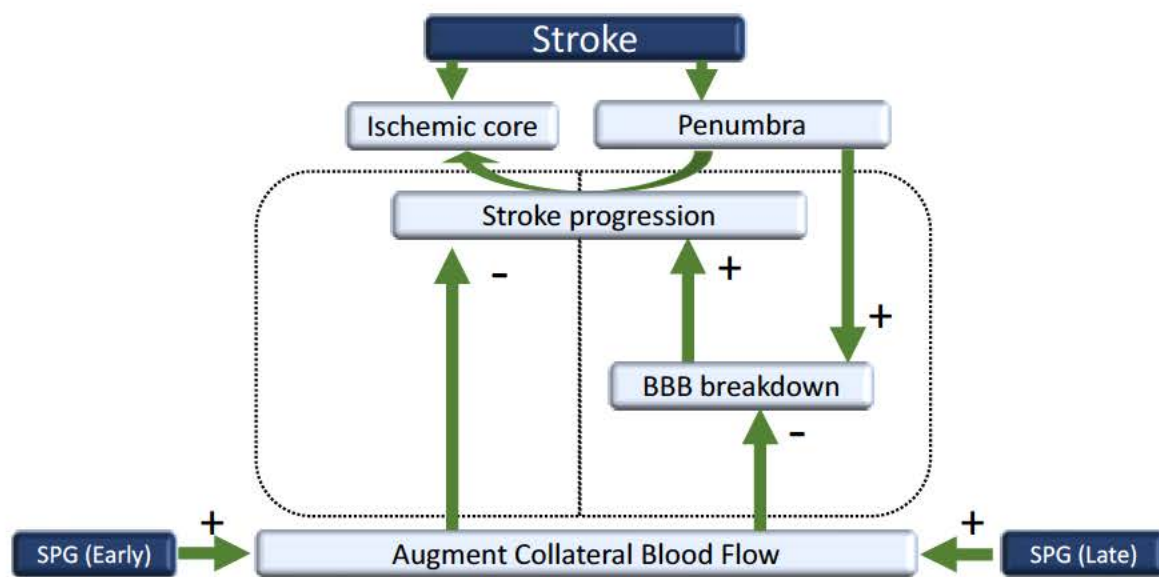 Stroke
Ischemic core
Penumbra
Stroke progression
-
+
+
BBB breakdown
-
+
+
SPG (Early)
Augment Collateral Blood Flow
SPG (Late)